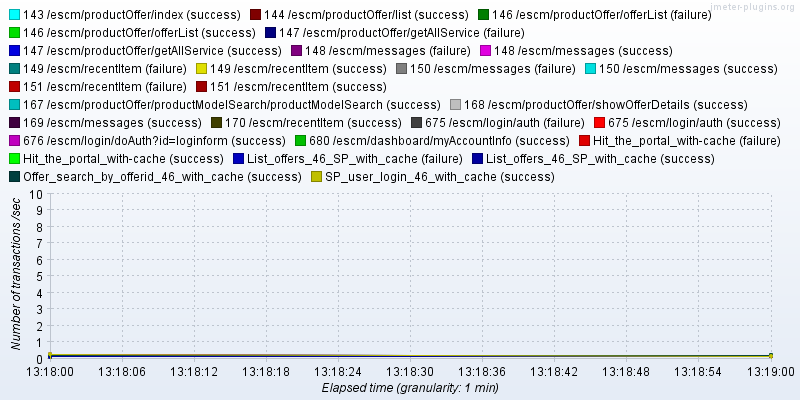 jmeter-plugins.org
143 /escm/productOffer/index (success) 144 /escm/productOffer/list (success) 146 /escm/productOffer/offerList (failure)
146 /escm/productOffer/offerList (success) 147 /escm/productOffer/getAllService (failure)
147 /escm/productOffer/getAllService (success) 148 /escm/messages (failure) 148 /escm/messages (success)
149 /escm/recentItem (failure) 149 /escm/recentItem (success) 150 /escm/messages (failure) 150 /escm/messages (success)
151 /escm/recentItem (failure) 151 /escm/recentItem (success)
167 /escm/productOffer/productModelSearch/productModelSearch (success) 168 /escm/productOffer/showOfferDetails (success)
169 /escm/messages (success) 170 /escm/recentItem (success) 675 /escm/login/auth (failure) 675 /escm/login/auth (success)
676 /escm/login/doAuth?id=loginform (success) 680 /escm/dashboard/myAccountInfo (success) Hit_the_portal_with-cache (failure)
Hit_the_portal_with-cache (success) List_offers_46_SP_with_cache (failure) List_offers_46_SP_with_cache (success)
Offer_search_by_offerid_46_with_cache (success) SP_user_login_46_with_cache (success)
Number of transactions /sec
10
9
8
7
6
5
4
3
2
1
0
13:18:00 13:18:06 13:18:12 13:18:18 13:18:24 13:18:30 13:18:36 13:18:42 13:18:48 13:18:54 13:19:00
Elapsed time (granularity: 1 min)